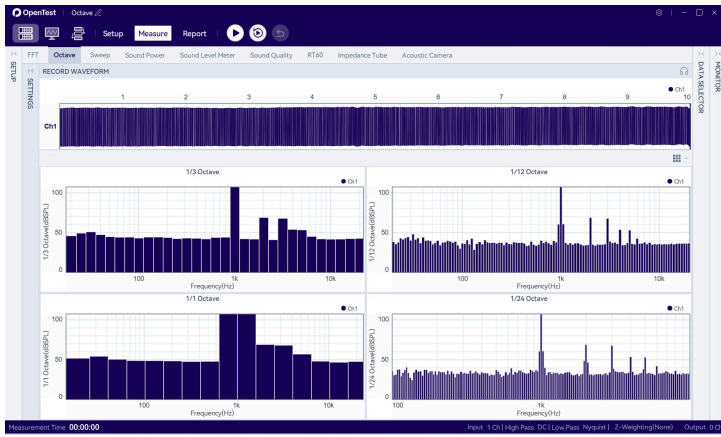 OpenTest | Octave
Setup Measure Report
FFT Octave Sweep Sound Power Sound Level Meter Sound Quality RT60 Impedance Tube Acoustic Camera
SETUP
SETTINGS
RECORD WAVEFORM
DATA SELECTOR
MONITOR
Ch1
1 2 3 4 5 6 7 8 9 10
Ch1
1/3 Octave
Ch1
1/3 Octave(dBSPL)
100
50
0
100 1k 10k
Frequency(Hz)
1/12 Octave
Ch1
1/12 Octave(dBSPL)
100
50
0
100 1k 10k
Frequency(Hz)
1/1 Octave
Ch1
1/1 Octave(dBSPL)
100
50
0
100 1k 10k
Frequency(Hz)
1/24 Octave
Ch1
1/24 Octave(dBSPL)
100
50
0
100 1k
Frequency(Hz)
Measurement Time 00:00:00 Input 1 Ch | High Pass DC | Low Pass Nyquist | Z-Weighting(None) Output 0 Ch